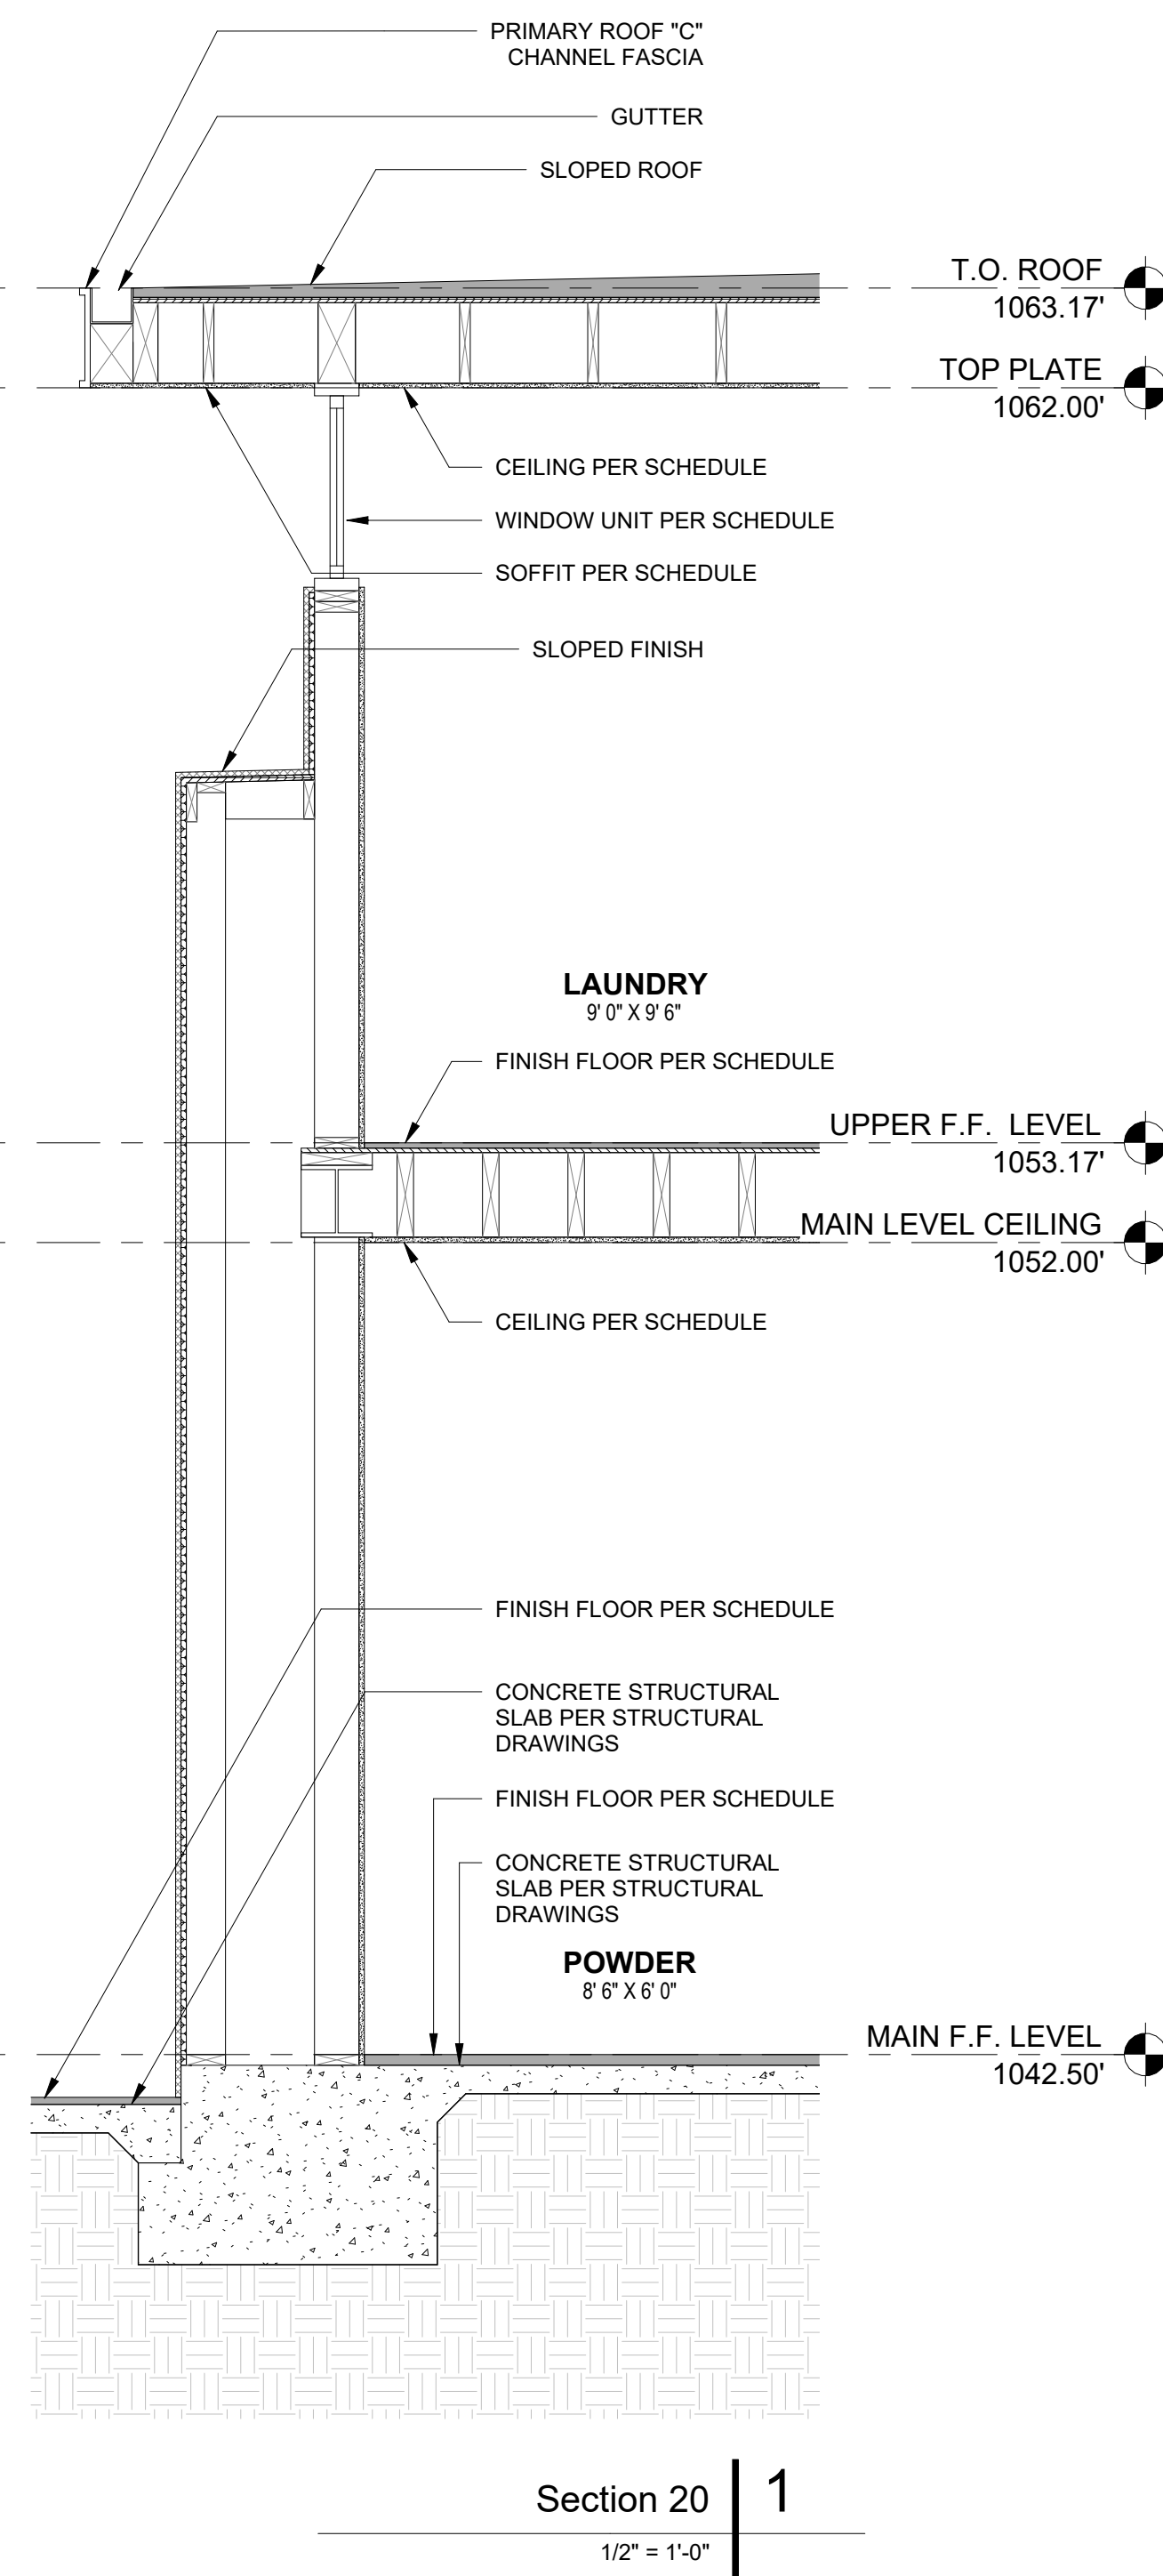 PRIMARY ROOF "C"
CHANNEL FASCIA
GUTTER
SLOPED ROOF
T.O. ROOF
1063.17'
TOP PLATE
1062.00'
CEILING PER SCHEDULE
WINDOW UNIT PER SCHEDULE
SOFFIT PER SCHEDULE
SLOPED FINISH
LAUNDRY
9' 0" X 9' 6"
FINISH FLOOR PER SCHEDULE
UPPER F.F. LEVEL
1053.17'
MAIN LEVEL CEILING
1052.00'
CEILING PER SCHEDULE
FINISH FLOOR PER SCHEDULE
CONCRETE STRUCTURAL
SLAB PER STRUCTURAL
DRAWINGS
FINISH FLOOR PER SCHEDULE
CONCRETE STRUCTURAL
SLAB PER STRUCTURAL
DRAWINGS
POWDER
8' 6" X 6' 0"
MAIN F.F. LEVEL
1042.50'
Section 20
1
1/2" = 1'-0"